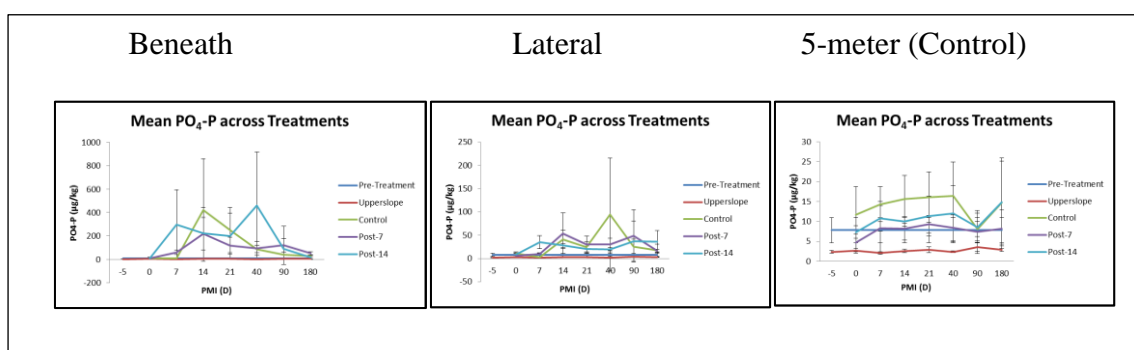 Beneath Lateral 5-meter (Control)
Mean PO₄-P across Treatments
1000
800
600
400
200
0
-200
PO4-P (µg/kg)
-5 0 7 14 21 40 90 180
PMI (D)
Pre-Treatment
Upperslope
Control
Post-7
Post-14
Mean PO₄-P across Treatments
250
200
150
100
50
0
-50
PO4-P (µg/kg)
-5 0 7 14 21 40 90 180
PMI (D)
Pre-Treatment
Upperslope
Control
Post-7
Post-14
Mean PO₄-P across Treatments
30
25
20
15
10
5
0
PO4-P (µg/kg)
-5 0 7 14 21 40 90 180
PMI (D)
Pre-Treatment
Upperslope
Control
Post-7
Post-14